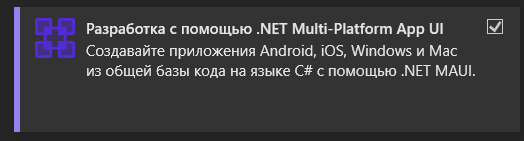 Разработка с помощью .NET Multi-Platform App UI
Создавайте приложения Android, iOS, Windows и Mac
из общей базы кода на языке C# с помощью .NET MAUI.